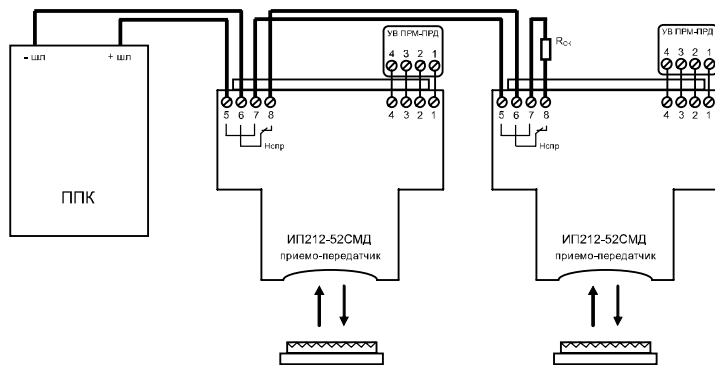 УВ ПРМ-ПРД
4 3 2 1
- шл + шл
5 6 7 8 4 3 2 1
Нспр
ППК
ИП212-52СМД
приемо-передатчик
УВ ПРМ-ПРД
4 3 2 1
Rок
5 6 7 8 4 3 2 1
Нспр
ИП212-52СМД
приемо-передатчик